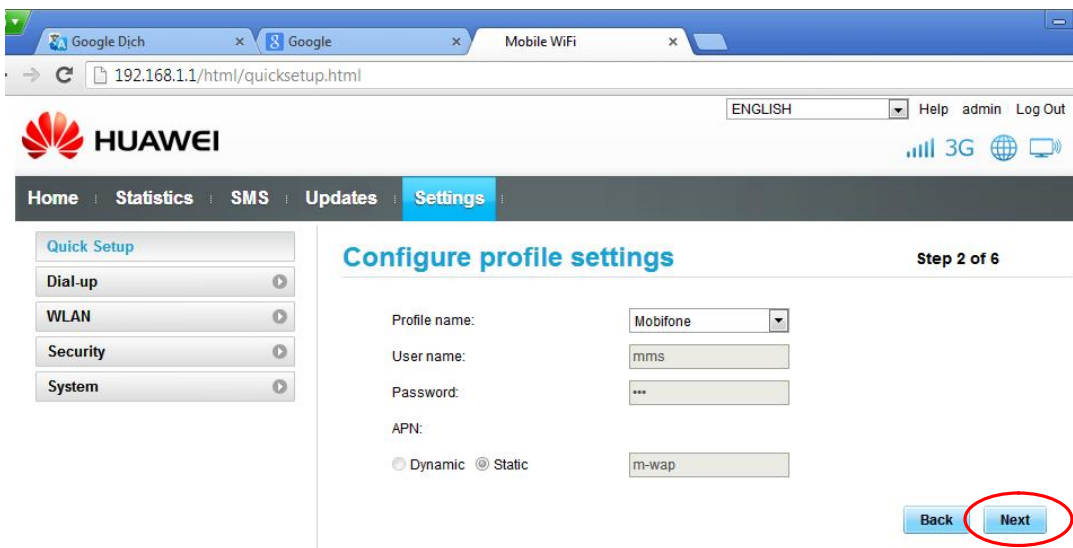 Google Dịch × Google × Mobile WiFi ×
192.168.1.1/html/quicksetup.html
ENGLISH Help admin Log Out
HUAWEI
3G
Home Statistics SMS Updates Settings
Quick Setup
Dial-up
WLAN
Security
System
Configure profile settings Step 2 of 6
Profile name: Mobifone
User name: mms
Password: •••
APN:
Dynamic Static m-wap
Back Next